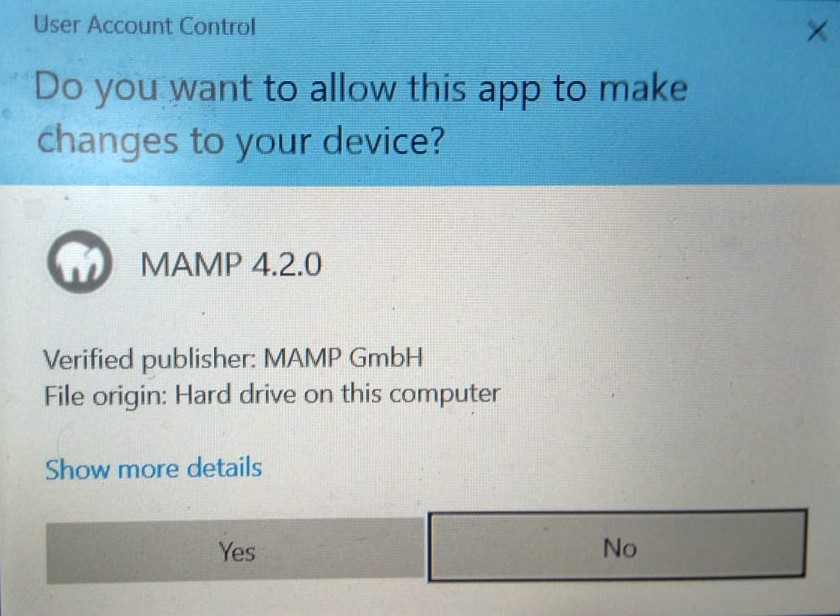 User Account Control
Do you want to allow this app to make
changes to your device?
MAMP 4.2.0
Verified publisher: MAMP GmbH
File origin: Hard drive on this computer
Show more details
Yes
No